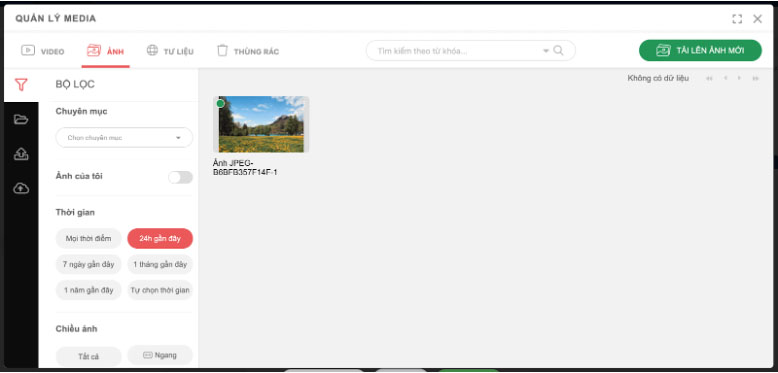 QUẢN LÝ MEDIA
VIDEO
ẢNH
TƯ LIỆU
THÙNG RÁC
Tìm kiếm theo từ khóa...
TẢI LÊN ẢNH MỚI
Không có dữ liệu
BỘ LỌC
Chuyên mục
Chọn chuyên mục
Ảnh của tôi
Thời gian
Mọi thời điểm
24h gần đây
7 ngày gần đây
1 tháng gần đây
1 năm gần đây
Tự chọn thời gian
Chiều ảnh
Tất cả
Ngang
Ảnh JPEG-
B6BFB357F14F-1